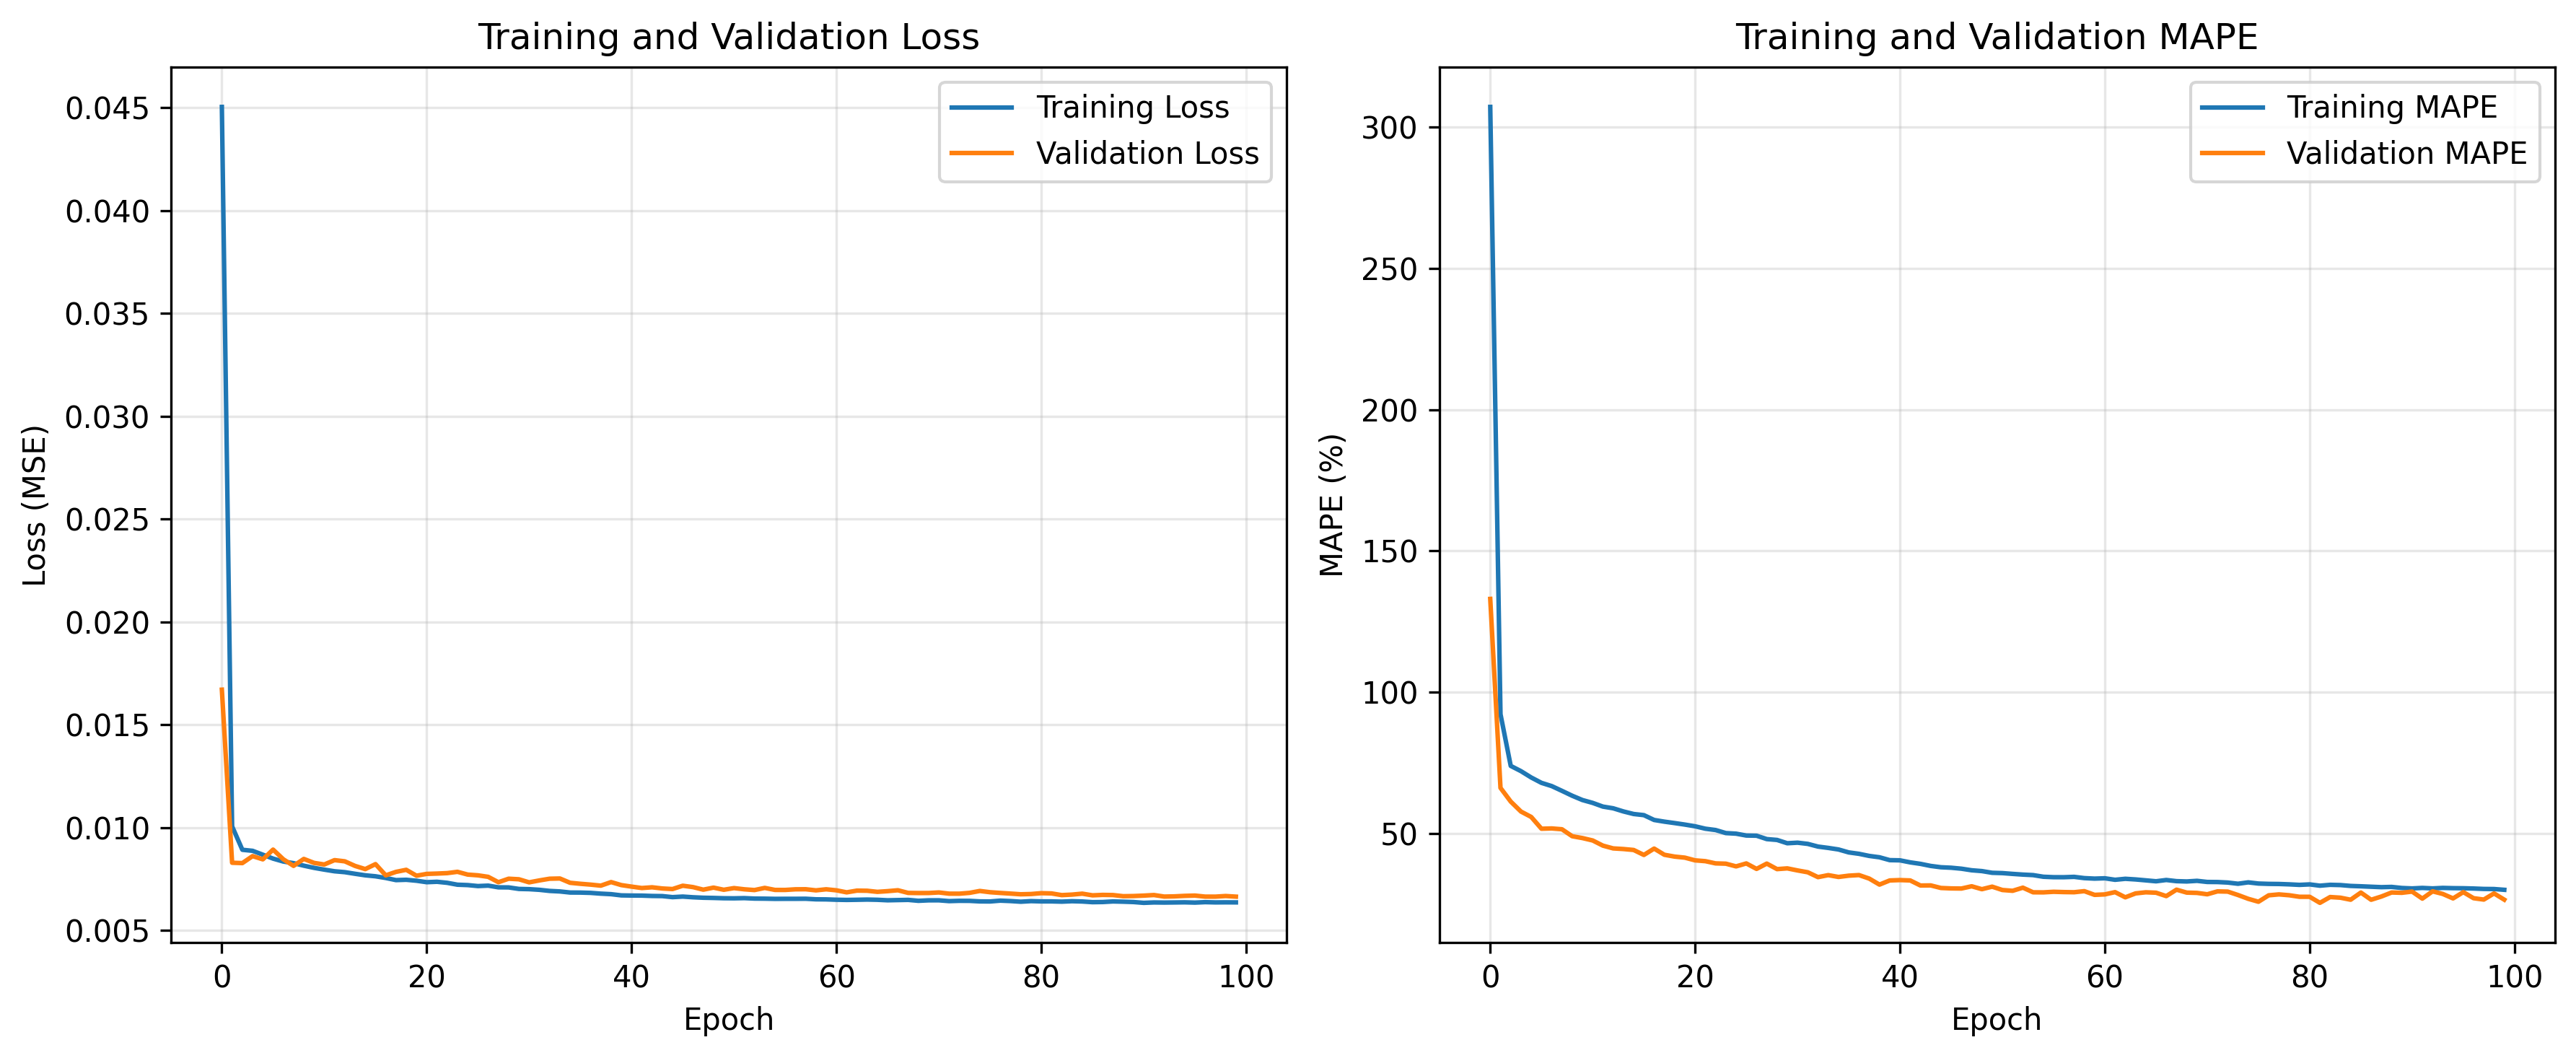 Training and Validation Loss
Loss (MSE)
0.045
0.040
0.035
0.030
0.025
0.020
0.015
0.010
0.005
Training Loss
Validation Loss
0 20 40 60 80 100
Epoch
Training and Validation MAPE
MAPE (%)
300
250
200
150
100
50
Training MAPE
Validation MAPE
0 20 40 60 80 100
Epoch